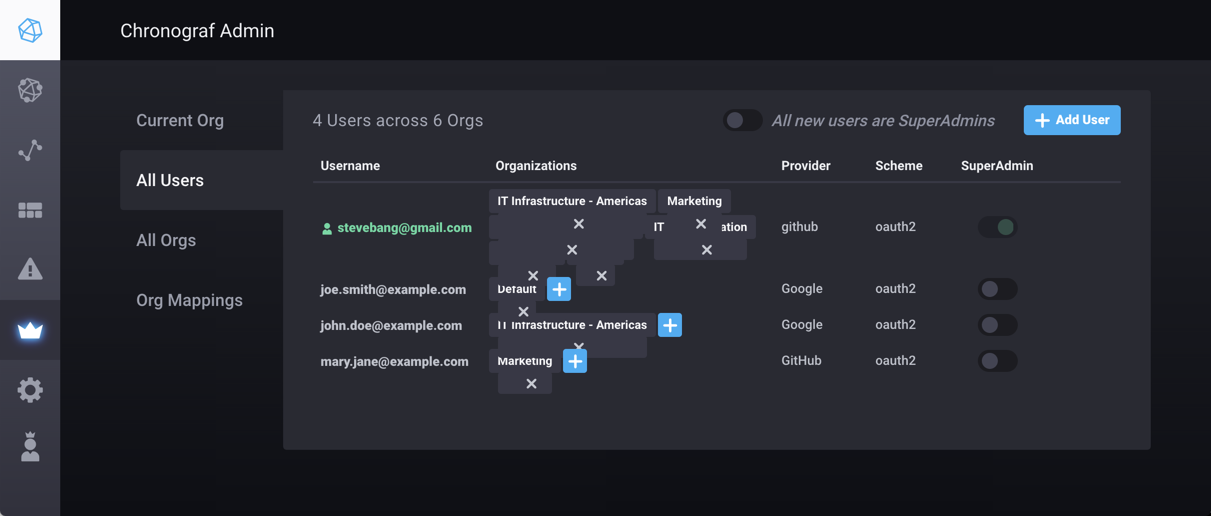 Chronograf Admin
Current Org
All Users
All Orgs
Org Mappings
4 Users across 6 Orgs
All new users are SuperAdmins
+ Add User
Username Organizations Provider Scheme SuperAdmin
IT Infrastructure - Americas Marketing
stevebang@gmail.com IT ation github oauth2
joe.smith@example.com Default Google oauth2
john.doe@example.com IT Infrastructure - Americas Google oauth2
mary.jane@example.com Marketing GitHub oauth2